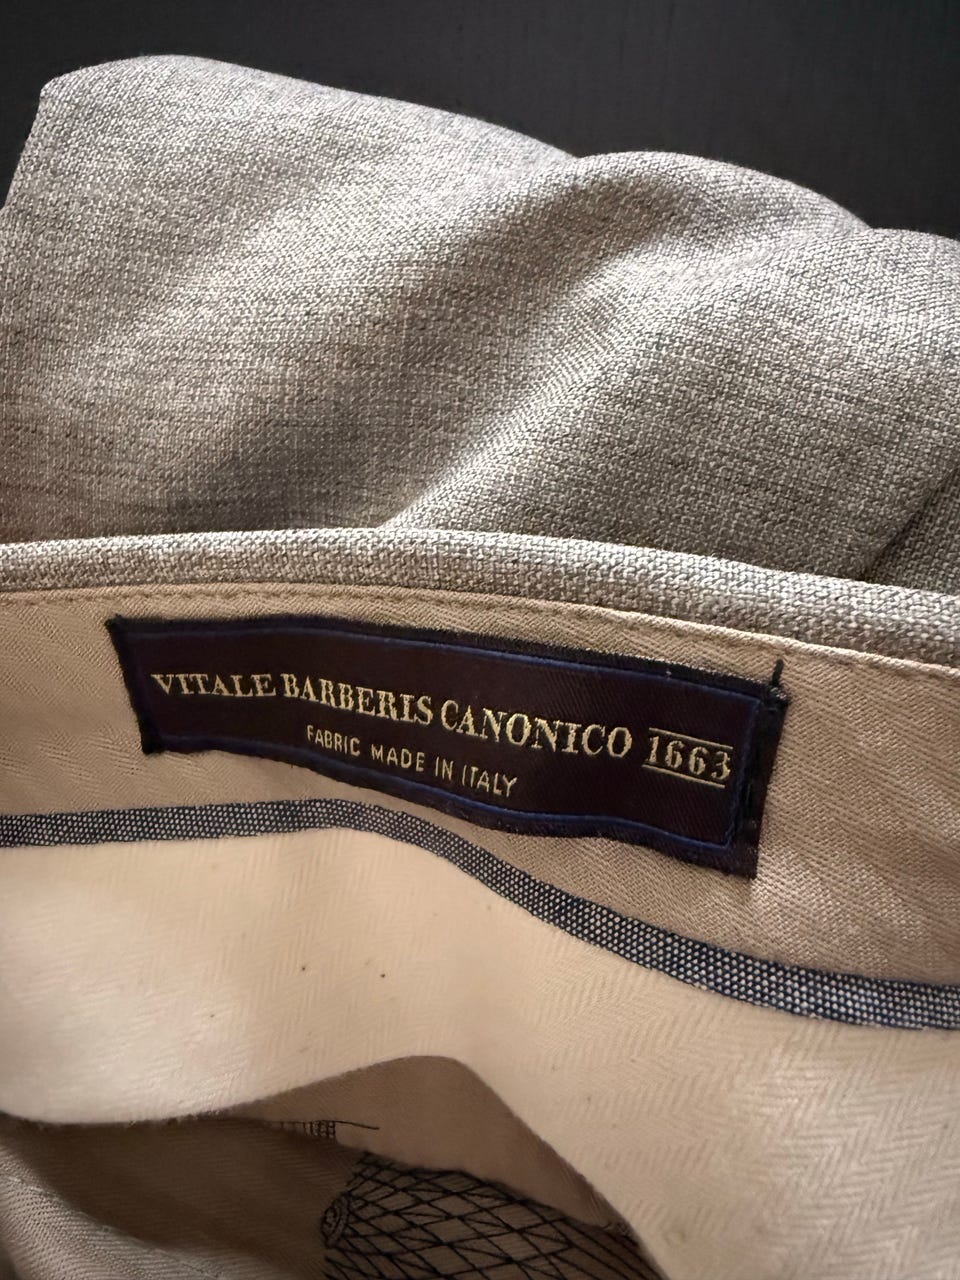 VITALE BARBERIS CANONICO 1663
FABRIC MADE IN ITALY